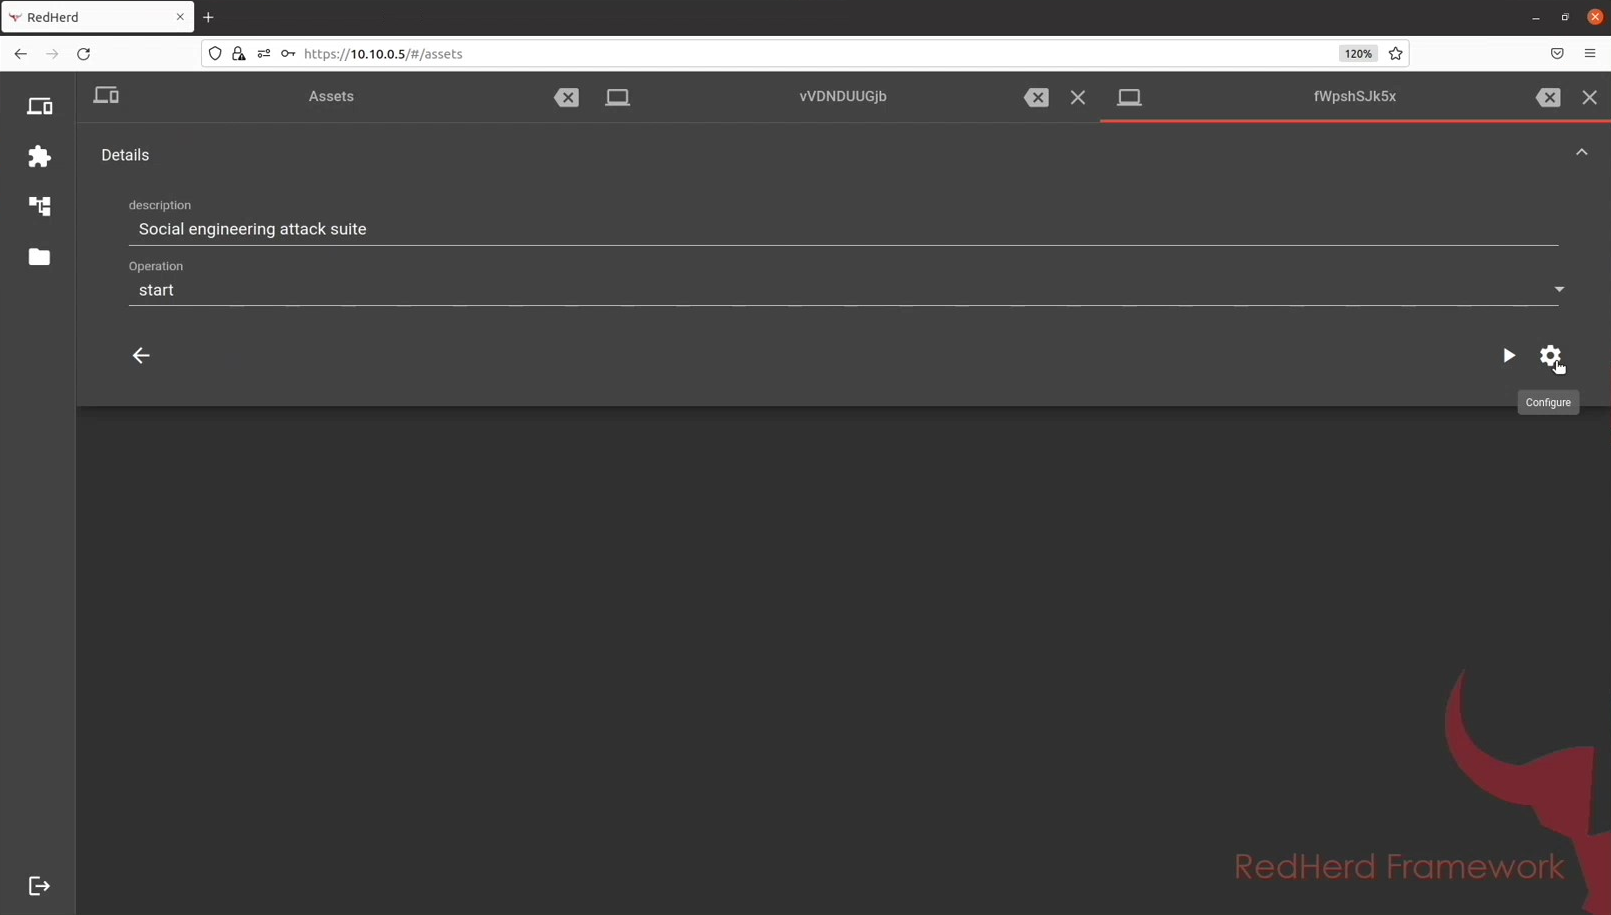 RedHerd
https://10.10.0.5/#/assets
120%
Assets
vVDNDUUGjb
fWpshSJk5x
Details
description
Social engineering attack suite
Operation
start
Configure
RedHerd Framework